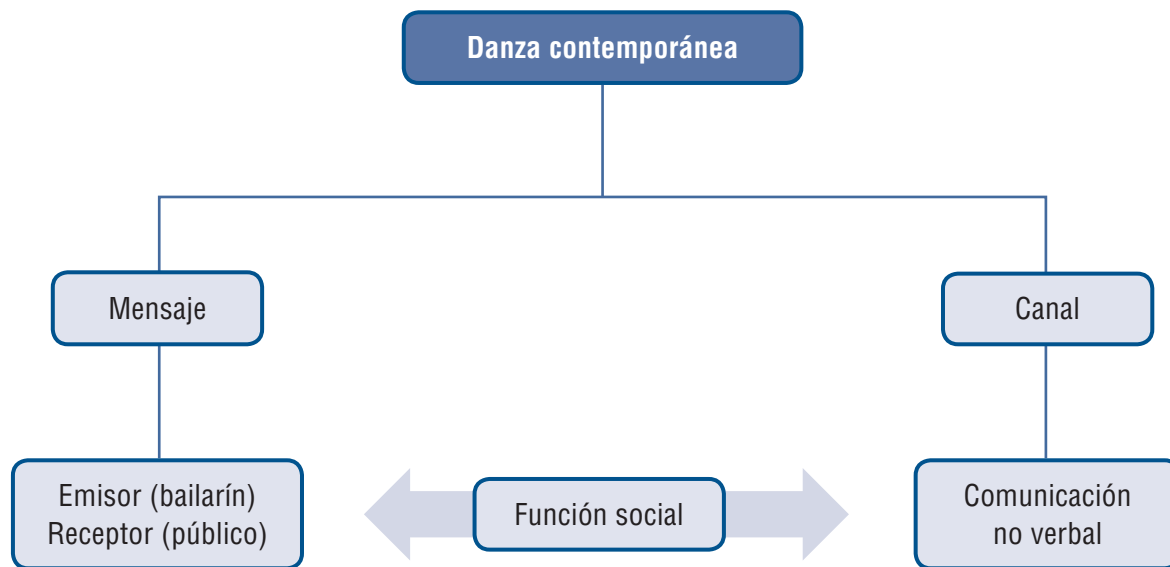 Danza contemporánea
Mensaje
Canal
Emisor (bailarín)
Receptor (público)
Función social
Comunicación
no verbal